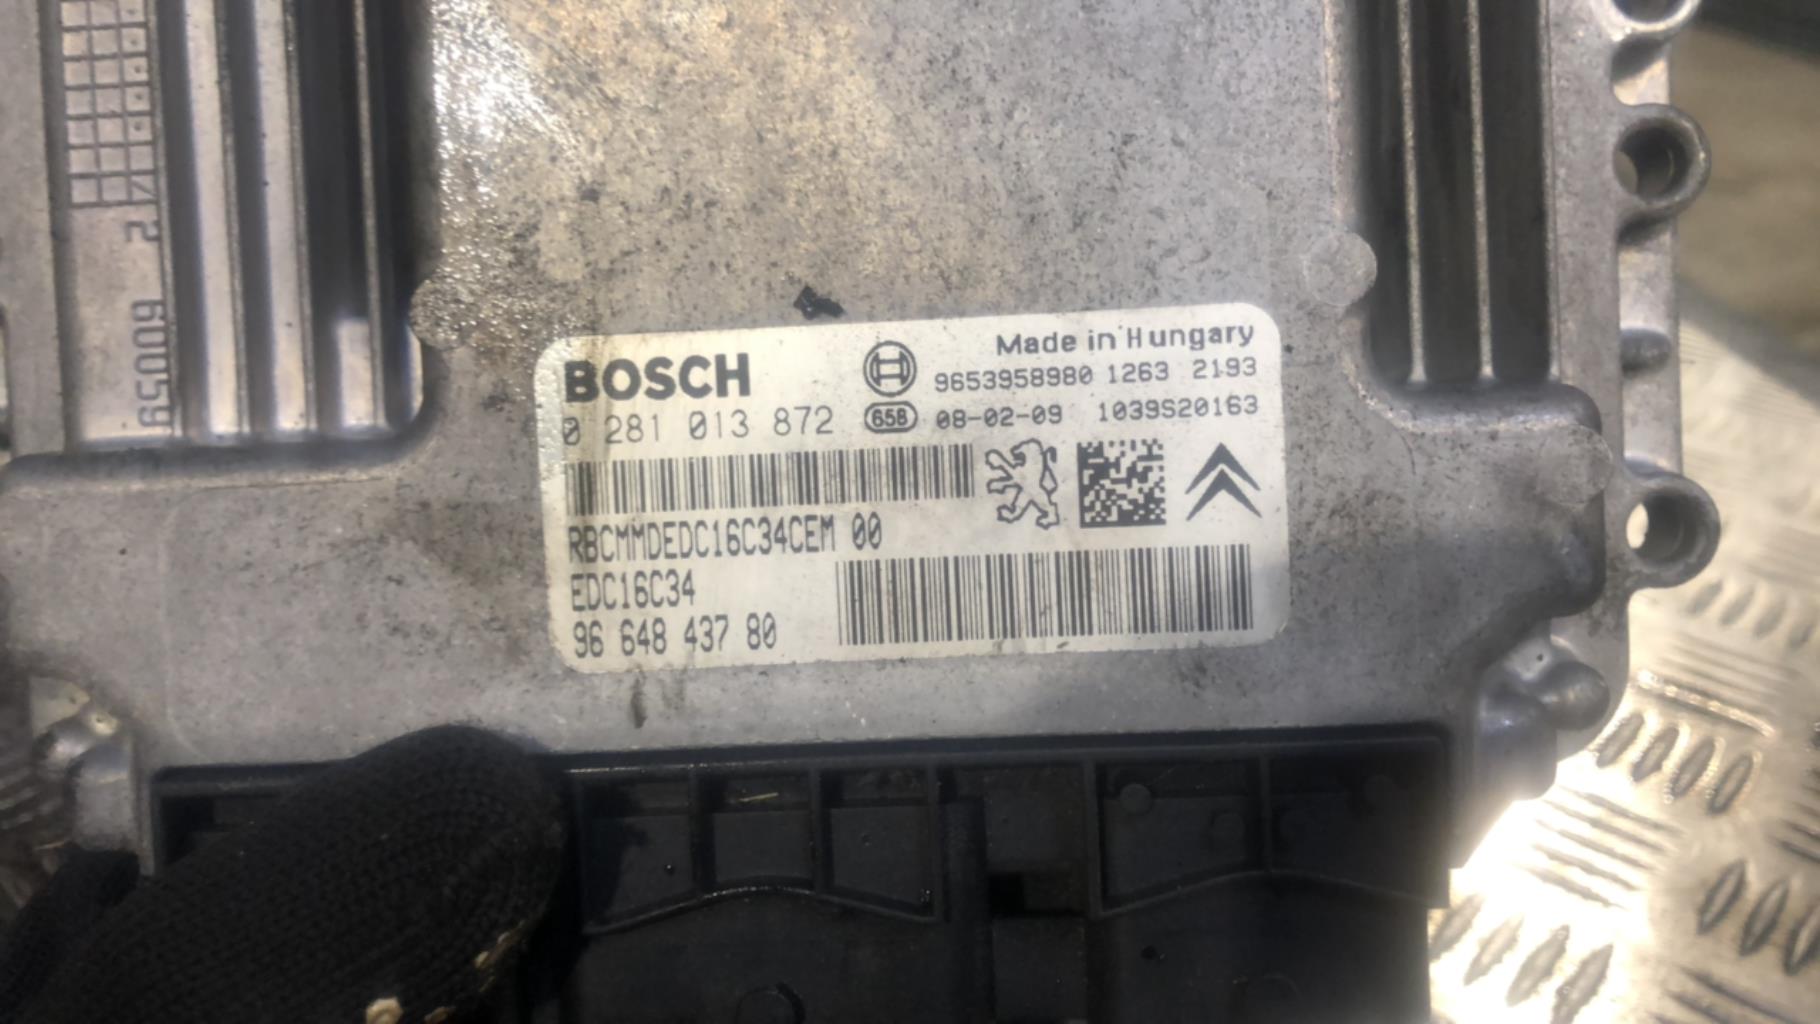 Made in Hungary
BOSCH
9653958980 1263 2193
0 281 013 872
658 08-02-09 1039S20163
RBCMMDEDC16C34CEM 00
EDC16C34
96 648 437 80
60059